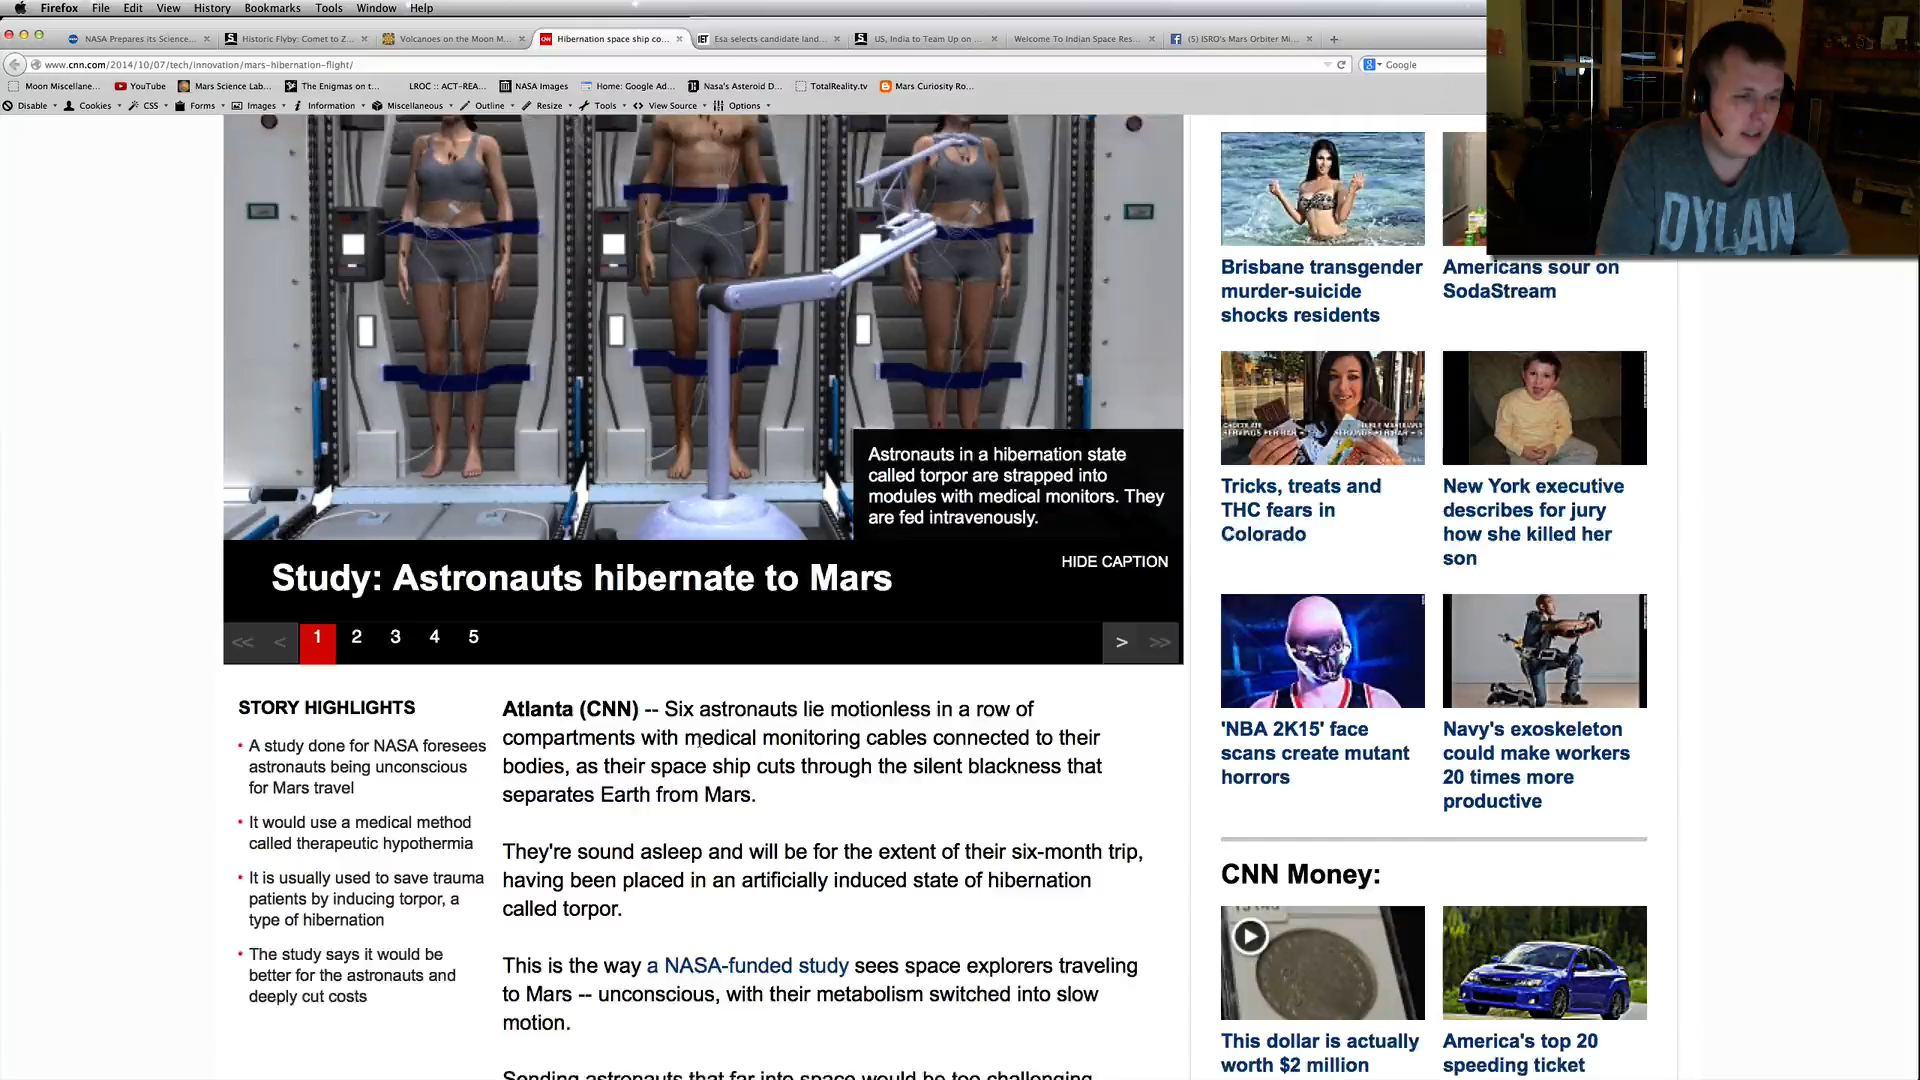 Firefox File Edit View History Bookmarks Tools Window Help
NASA Prepares its Science... Historic Flyby: Comet to Z... Volcanoes on the Moon M... Hibernation space ship co... Esa selects candidate land... US, India to Team Up on ... Welcome To Indian Space Res... (5) ISRO's Mars Orbiter Mi...
www.cnn.com/2014/10/07/tech/innovation/mars-hibernation-flight/
Google
Moon Miscellane... YouTube Mars Science Lab... The Enigmas on t... LROC :: ACT-REA... NASA Images Home: Google Ad... Nasa's Asteroid D... TotalReality.tv Mars Curiosity Ro...
Disable Cookies CSS Forms Images Information Miscellaneous Outline Resize Tools View Source Options
DYLAN
Astronauts in a hibernation state
called torpor are strapped into
modules with medical monitors. They
are fed intravenously.
HIDE CAPTION
Study: Astronauts hibernate to Mars
<< < 1 2 3 4 5 > >>
STORY HIGHLIGHTS
• A study done for NASA foresees
astronauts being unconscious
for Mars travel
• It would use a medical method
called therapeutic hypothermia
• It is usually used to save trauma
patients by inducing torpor, a
type of hibernation
• The study says it would be
better for the astronauts and
deeply cut costs
Atlanta (CNN) -- Six astronauts lie motionless in a row of
compartments with medical monitoring cables connected to their
bodies, as their space ship cuts through the silent blackness that
separates Earth from Mars.
They're sound asleep and will be for the extent of their six-month trip,
having been placed in an artificially induced state of hibernation
called torpor.
This is the way a NASA-funded study sees space explorers traveling
to Mars -- unconscious, with their metabolism switched into slow
motion.
Sending astronauts that far into space would be too challenging
Brisbane transgender
murder-suicide
shocks residents
Americans sour on
SodaStream
Tricks, treats and
THC fears in
Colorado
New York executive
describes for jury
how she killed her
son
'NBA 2K15' face
scans create mutant
horrors
Navy's exoskeleton
could make workers
20 times more
productive
CNN Money:
This dollar is actually
worth $2 million
America's top 20
speeding ticket